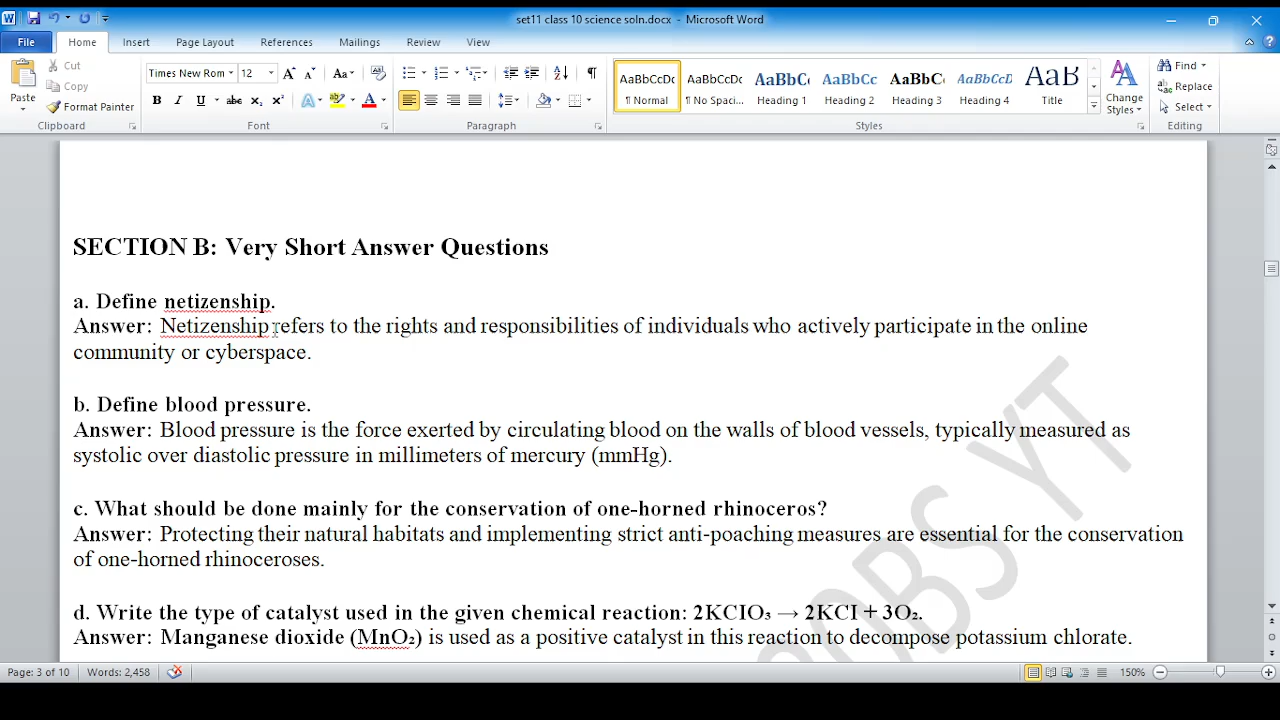 set11 class 10 science soln.docx - Microsoft Word
File Home Insert Page Layout References Mailings Review View
Paste Cut Copy Format Painter
Times New Rom 12
AaBbCcDc AaBbCcDc AaBbC AaBbCc AaBbC AaBbCcD AaB
¶ Normal ¶ No Spaci... Heading 1 Heading 2 Heading 3 Heading 4 Title
Change Styles
Find Replace Select
Clipboard Font Paragraph Styles Editing
SECTION B: Very Short Answer Questions
a. Define netizenship.
Answer: Netizenship refers to the rights and responsibilities of individuals who actively participate in the online
community or cyberspace.
b. Define blood pressure.
Answer: Blood pressure is the force exerted by circulating blood on the walls of blood vessels, typically measured as
systolic over diastolic pressure in millimeters of mercury (mmHg).
c. What should be done mainly for the conservation of one-horned rhinoceros?
Answer: Protecting their natural habitats and implementing strict anti-poaching measures are essential for the conservation
of one-horned rhinoceroses.
d. Write the type of catalyst used in the given chemical reaction: 2KClO₃ → 2KCl + 3O₂.
Answer: Manganese dioxide (MnO₂) is used as a positive catalyst in this reaction to decompose potassium chlorate.
OBS YT
Page: 3 of 10 Words: 2,458 150%